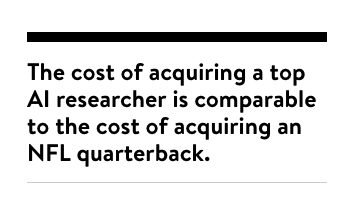 The cost of acquiring a top
AI researcher is comparable
to the cost of acquiring an
NFL quarterback.